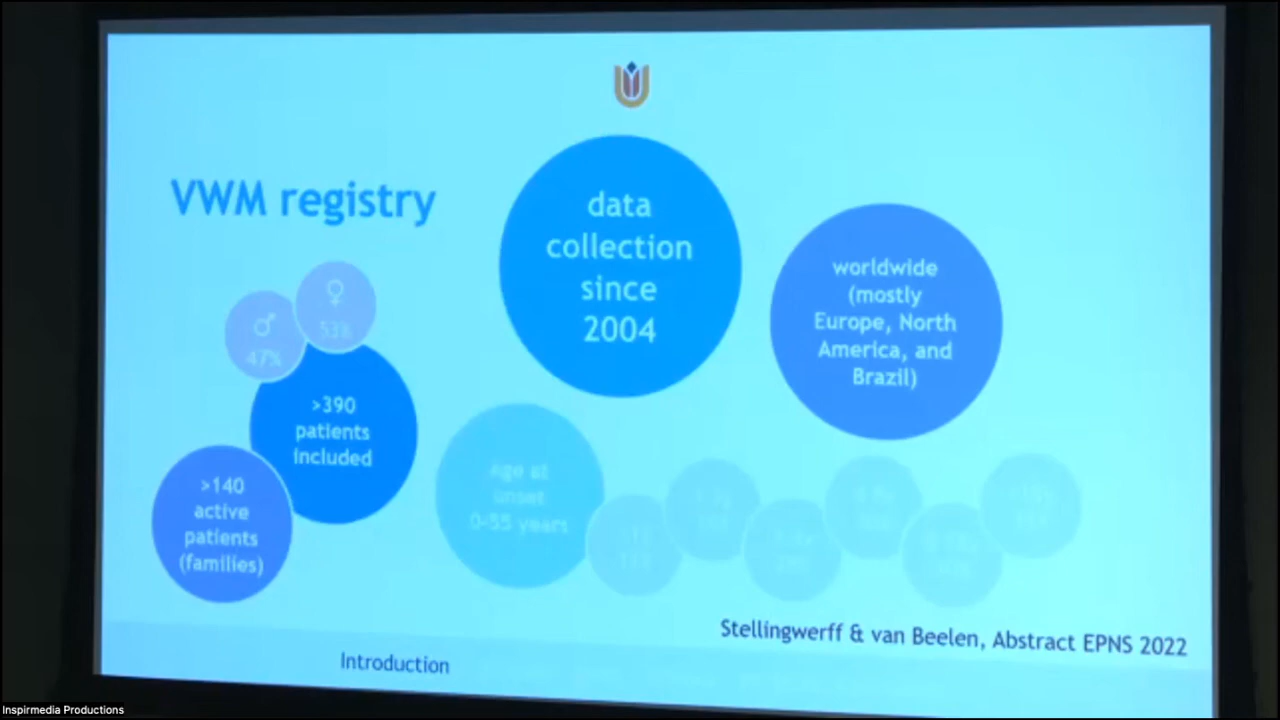 VWM registry
data
collection
since
2004
worldwide
(mostly
Europe, North
America, and
Brazil)
♀
53%
♂
47%
>390
patients
included
>140
active
patients
(families)
Age at
onset
0-55 years
Stellingwerff & van Beelen, Abstract EPNS 2022
Introduction
Inspirmedia Productions